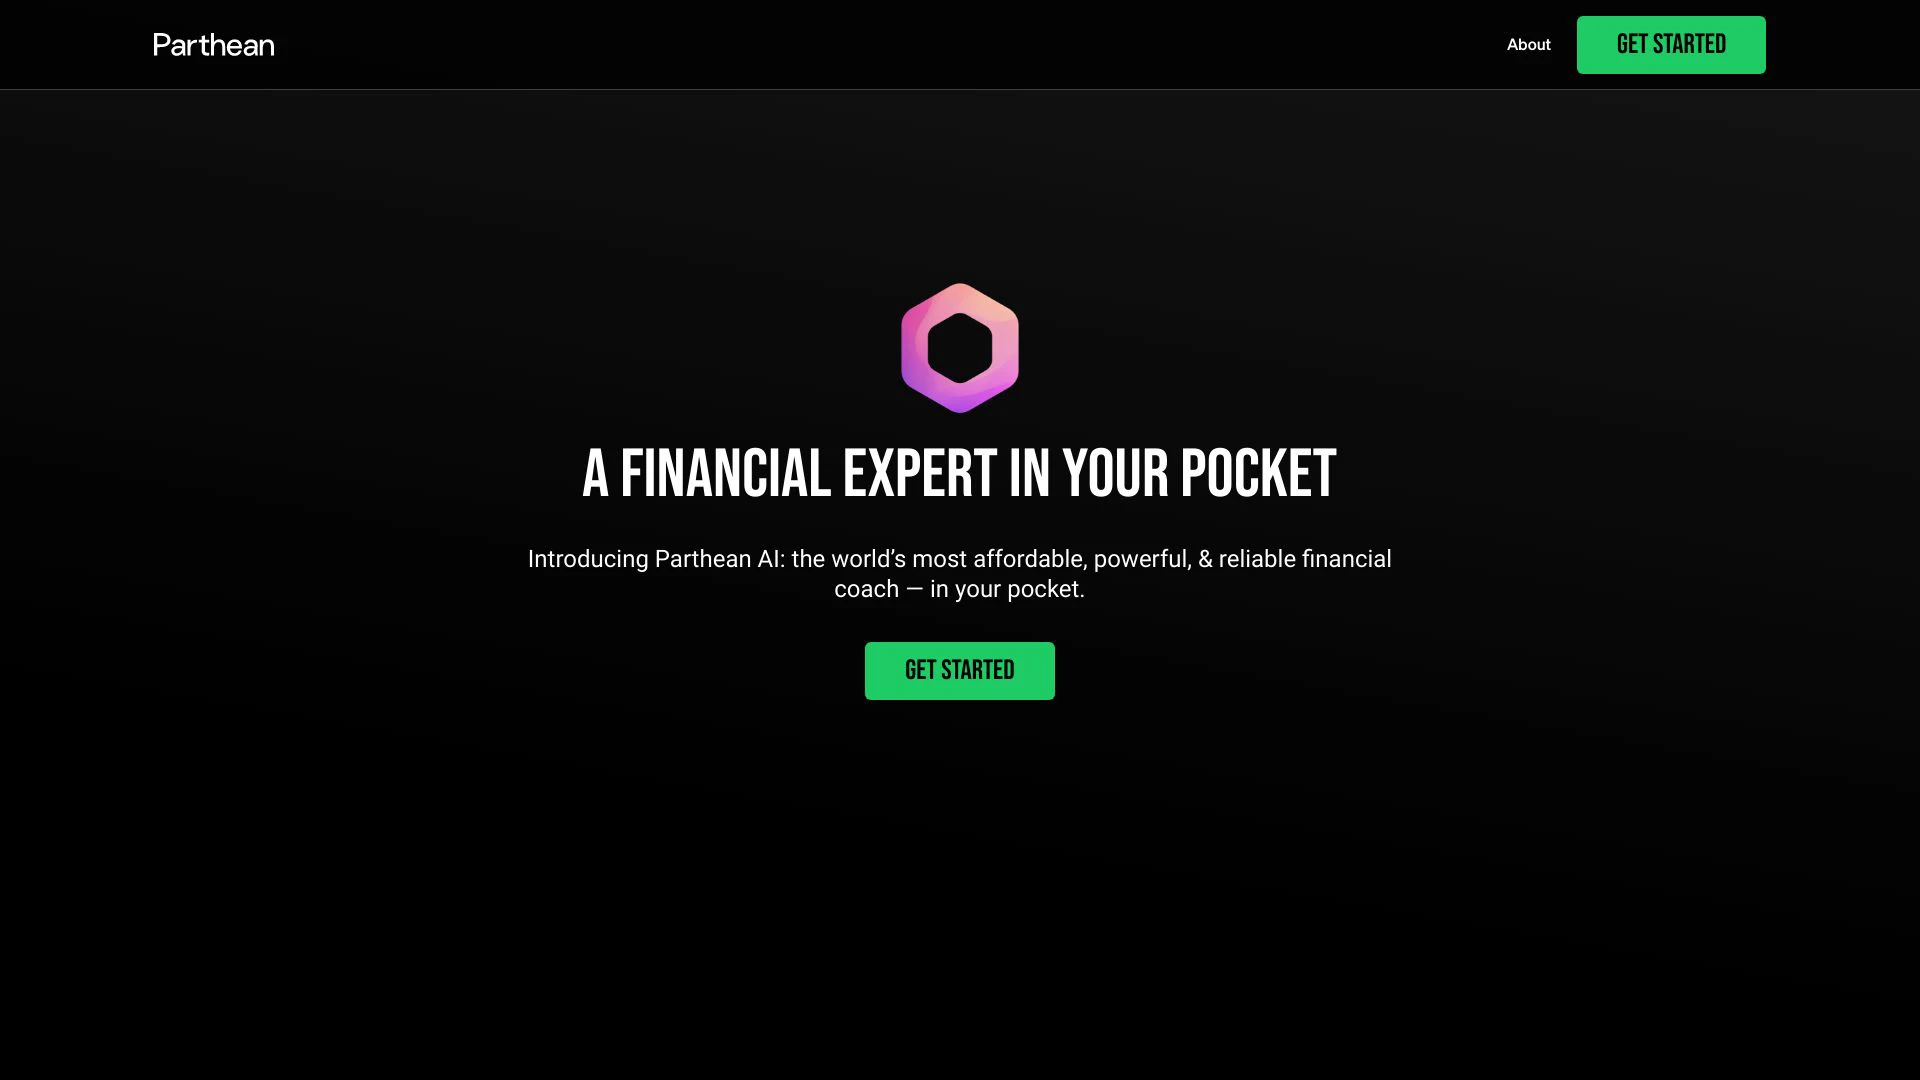 Parthean
About
GET STARTED
A FINANCIAL EXPERT IN YOUR POCKET
Introducing Parthean AI: the world’s most affordable, powerful, & reliable financial
coach — in your pocket.
GET STARTED